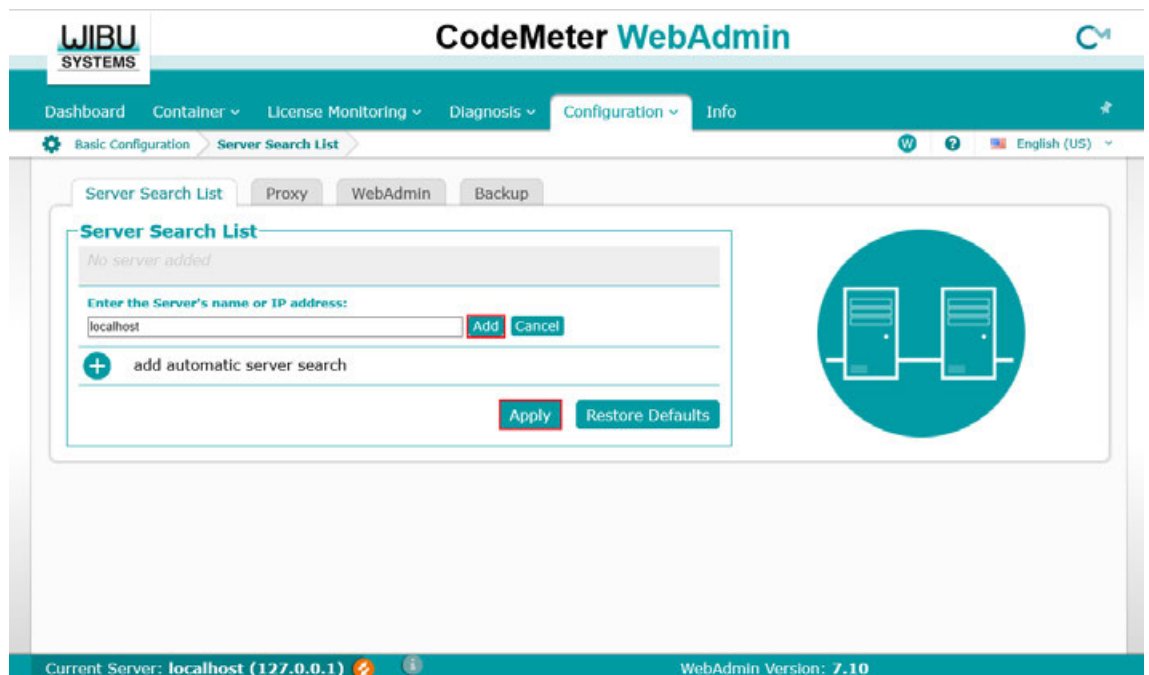 WIBU
SYSTEMS
CodeMeter WebAdmin
Dashboard Container License Monitoring Diagnosis Configuration Info
Basic Configuration Server Search List
W ? English (US)
Server Search List Proxy WebAdmin Backup
Server Search List
No server added
Enter the Server's name or IP address:
localhost Add Cancel
add automatic server search
Apply Restore Defaults
Current Server: localhost (127.0.0.1) i WebAdmin Version: 7.10